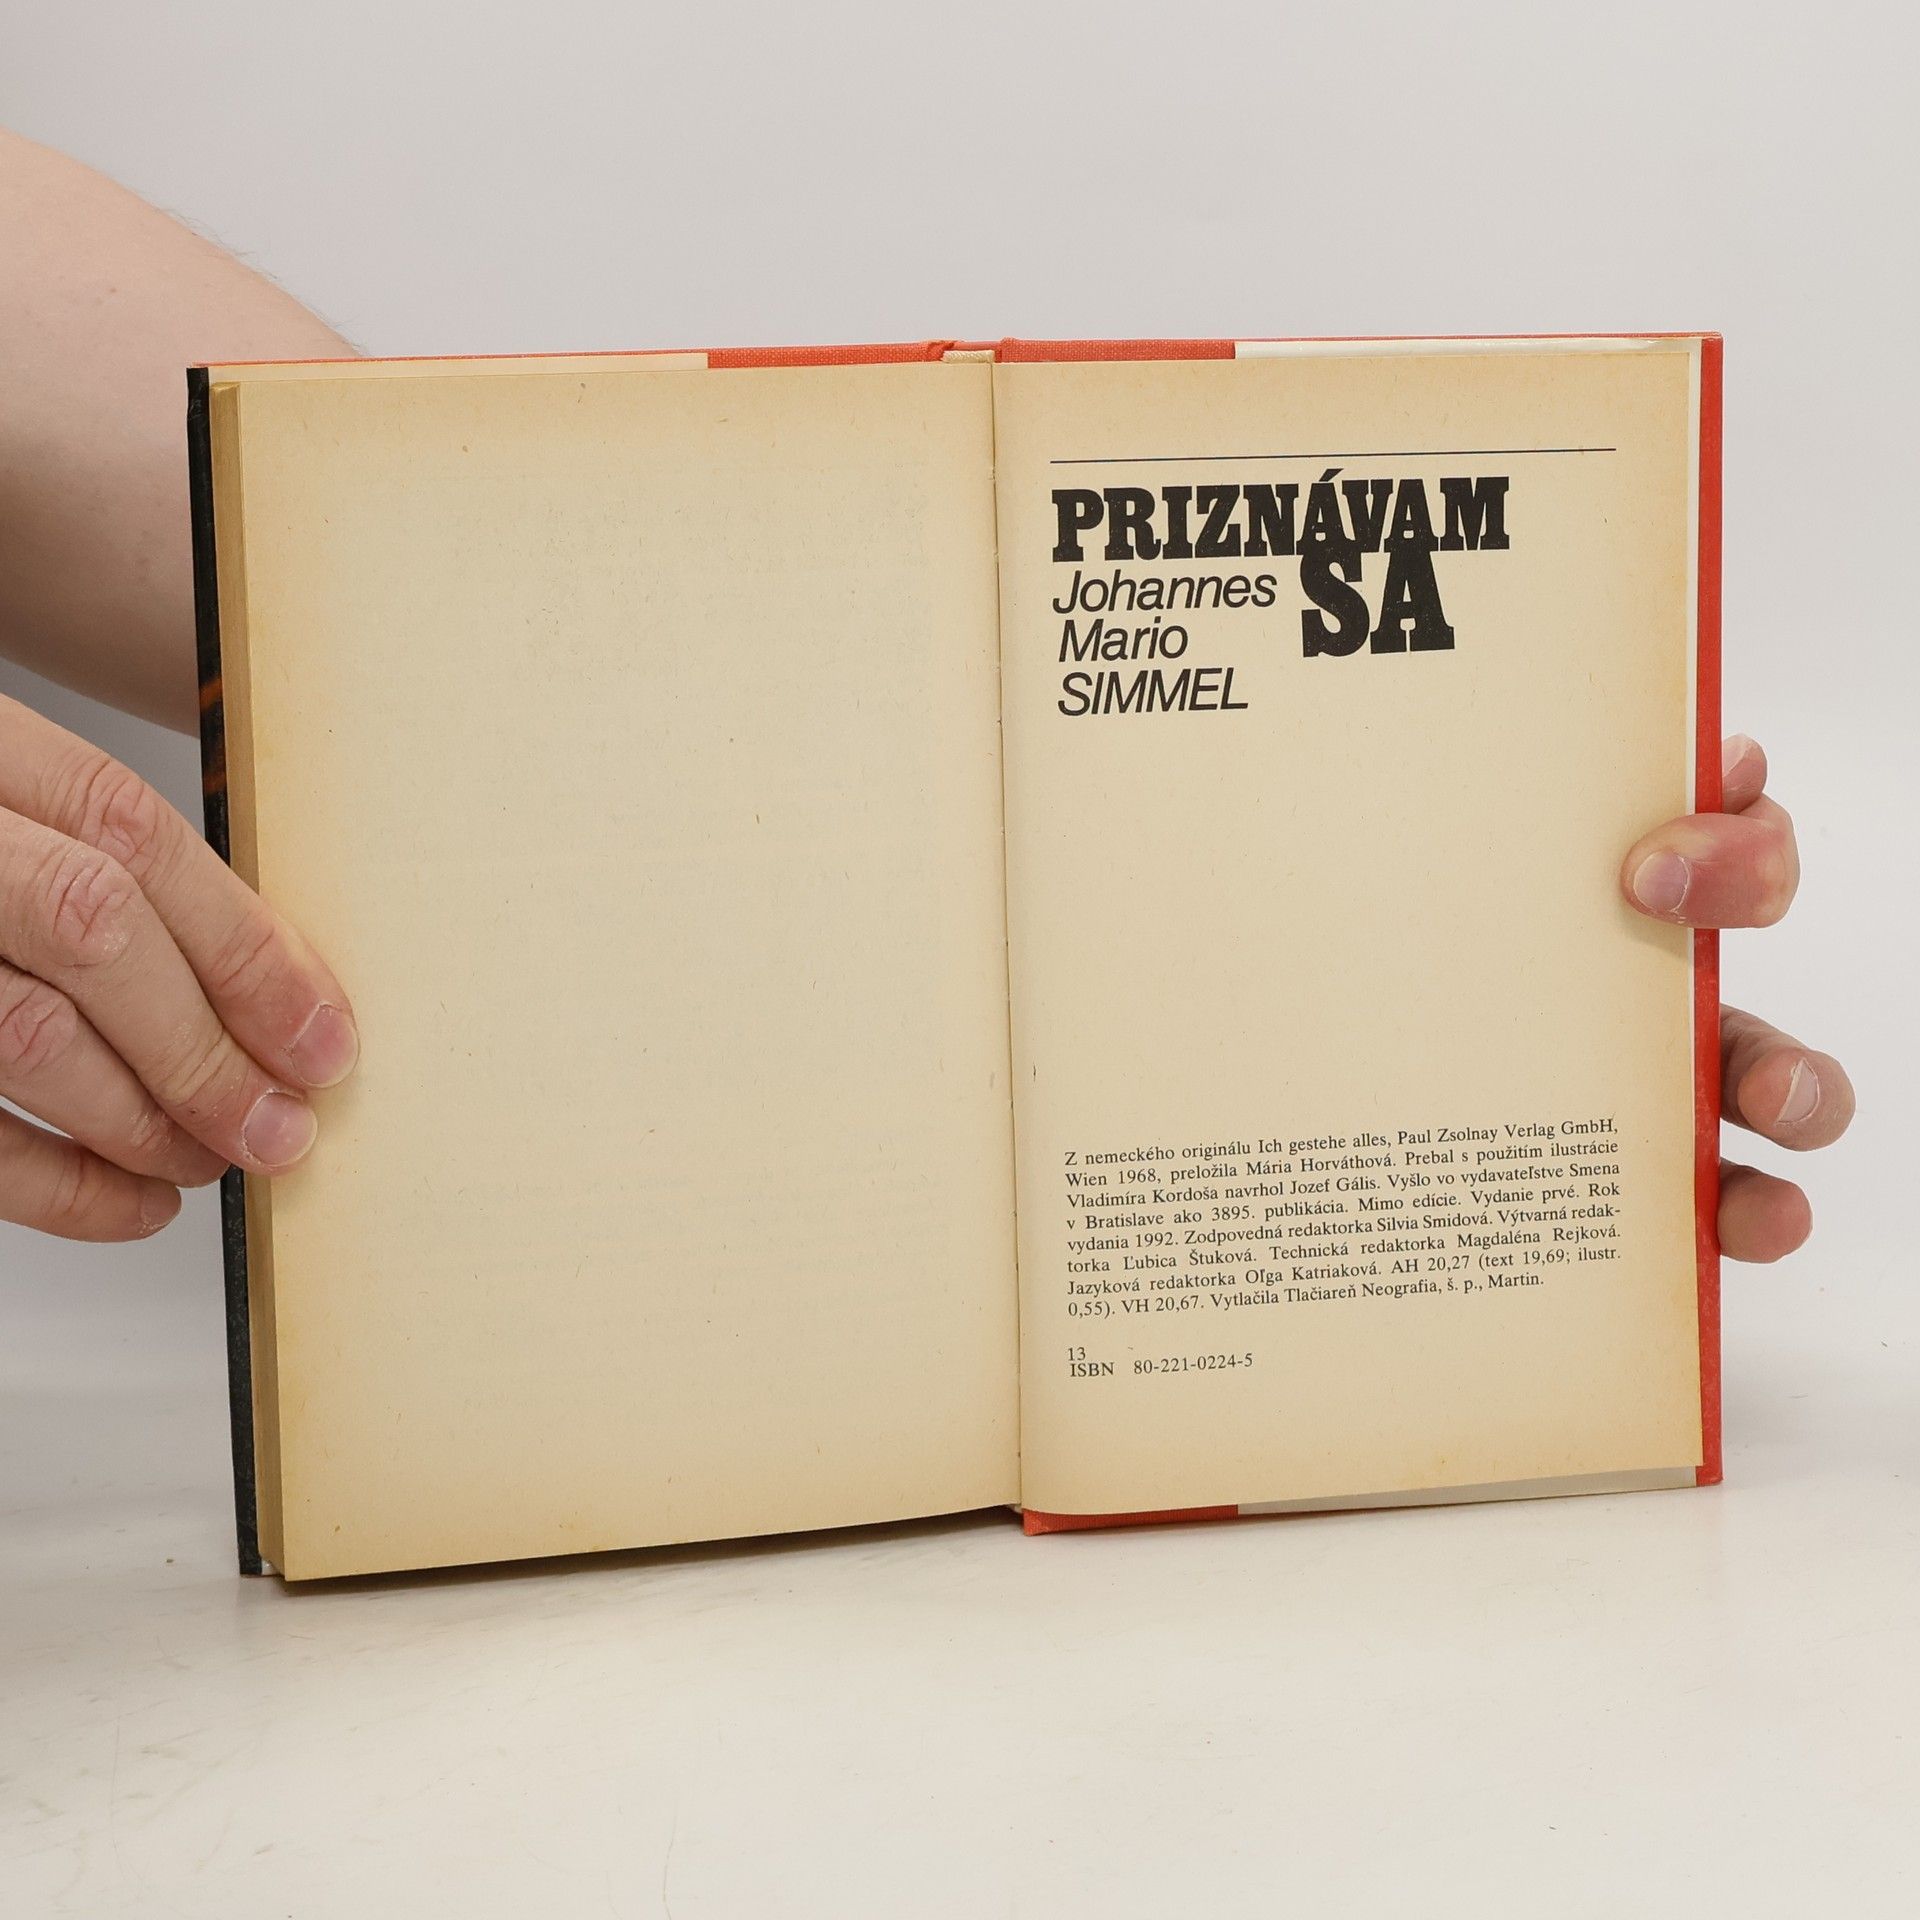 PRIZNÁVAM
SA
Johannes
Mario
SIMMEL
Z nemeckého originálu Ich gestehe alles, Paul Zsolnay Verlag GmbH,
Wien 1968, preložila Mária Horváthová. Prebal s použitím ilustrácie
Vladimíra Kordoša navrhol Jozef Gális. Vyšlo vo vydavateľstve Smena
v Bratislave ako 3895. publikácia. Mimo edície. Vydanie prvé. Rok
vydania 1992. Zodpovedná redaktorka Silvia Smidová. Výtvarná redak-
torka Ľubica Štuková. Technická redaktorka Magdaléna Rejková.
Jazyková redaktorka Oľga Katriaková. AH 20,27 (text 19,69; ilustr.
0,55). VH 20,67. Vytlačila Tlačiareň Neografia, š. p., Martin.
13
ISBN 80-221-0224-5